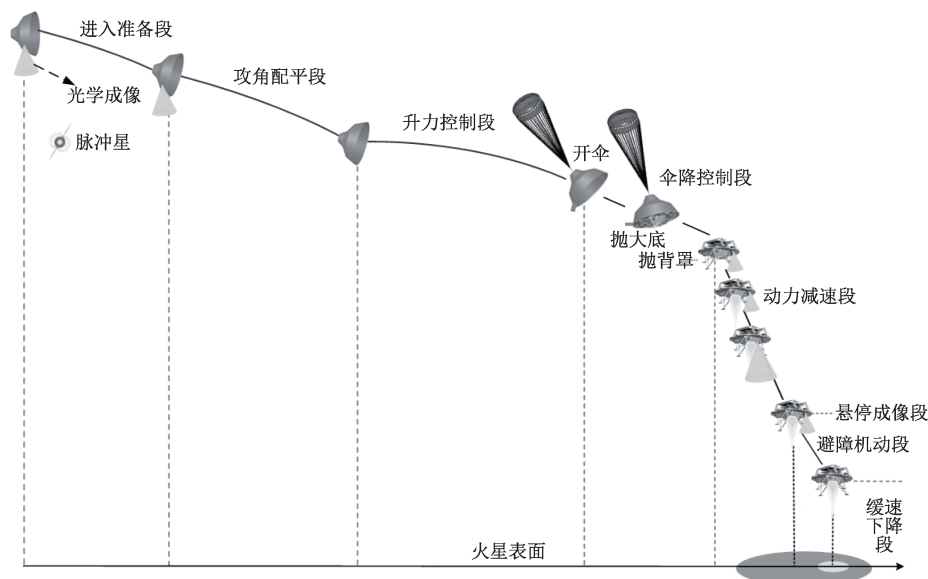 进入准备段
光学成像
脉冲星
攻角配平段
升力控制段
开伞
伞降控制段
抛大底
抛背罩
动力减速段
悬停成像段
避障机动段
缓速
下降
段
火星表面